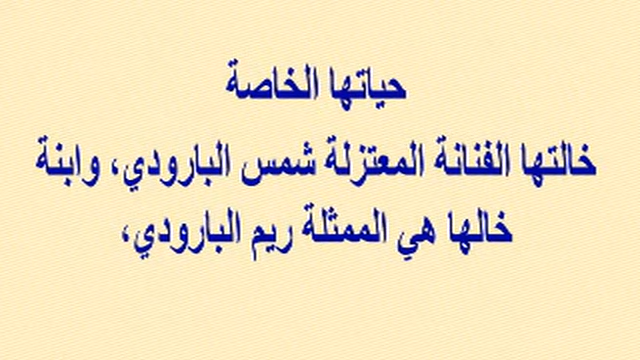 حياتها الخاصة
خالتها الفنانة المعتزلة شمس البارودي، وابنة
خالها هي الممثلة ريم البارودي،